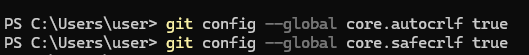 PS C:\Users\user> git config --global core.autocrlf true
PS C:\Users\user> git config --global core.safecrlf true